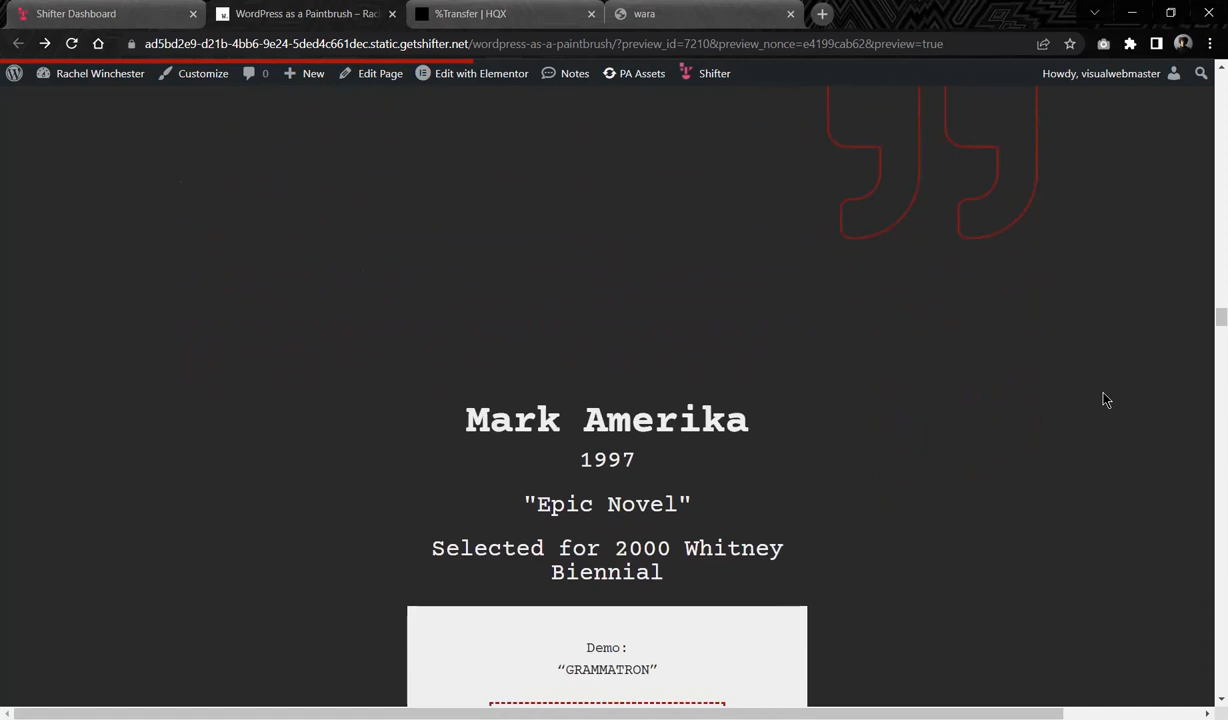 Shifter Dashboard
WordPress as a Paintbrush – Rac
%Transfer | HQX
wara
ad5bd2e9-d21b-4bb6-9e24-5ded4c661dec.static.getshifter.net/wordpress-as-a-paintbrush/?preview_id=7210&preview_nonce=e4199cab62&preview=true
Rachel Winchester Customize 0 New Edit Page Edit with Elementor Notes PA Assets Shifter Howdy, visualwebmaster
Mark Amerika
1997
"Epic Novel"
Selected for 2000 Whitney
Biennial
Demo:
“GRAMMATRON”